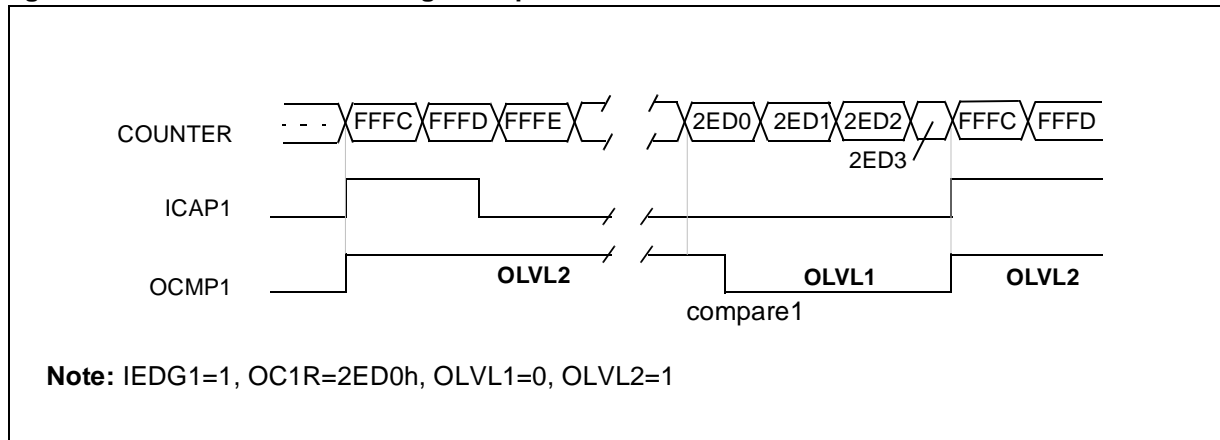 COUNTER - - - FFFC FFFD FFFE 2ED0 2ED1 2ED2 FFFC FFFD
2ED3
ICAP1
OCMP1 OLVL2 OLVL1 OLVL2
compare1
Note: IEDG1=1, OC1R=2ED0h, OLVL1=0, OLVL2=1